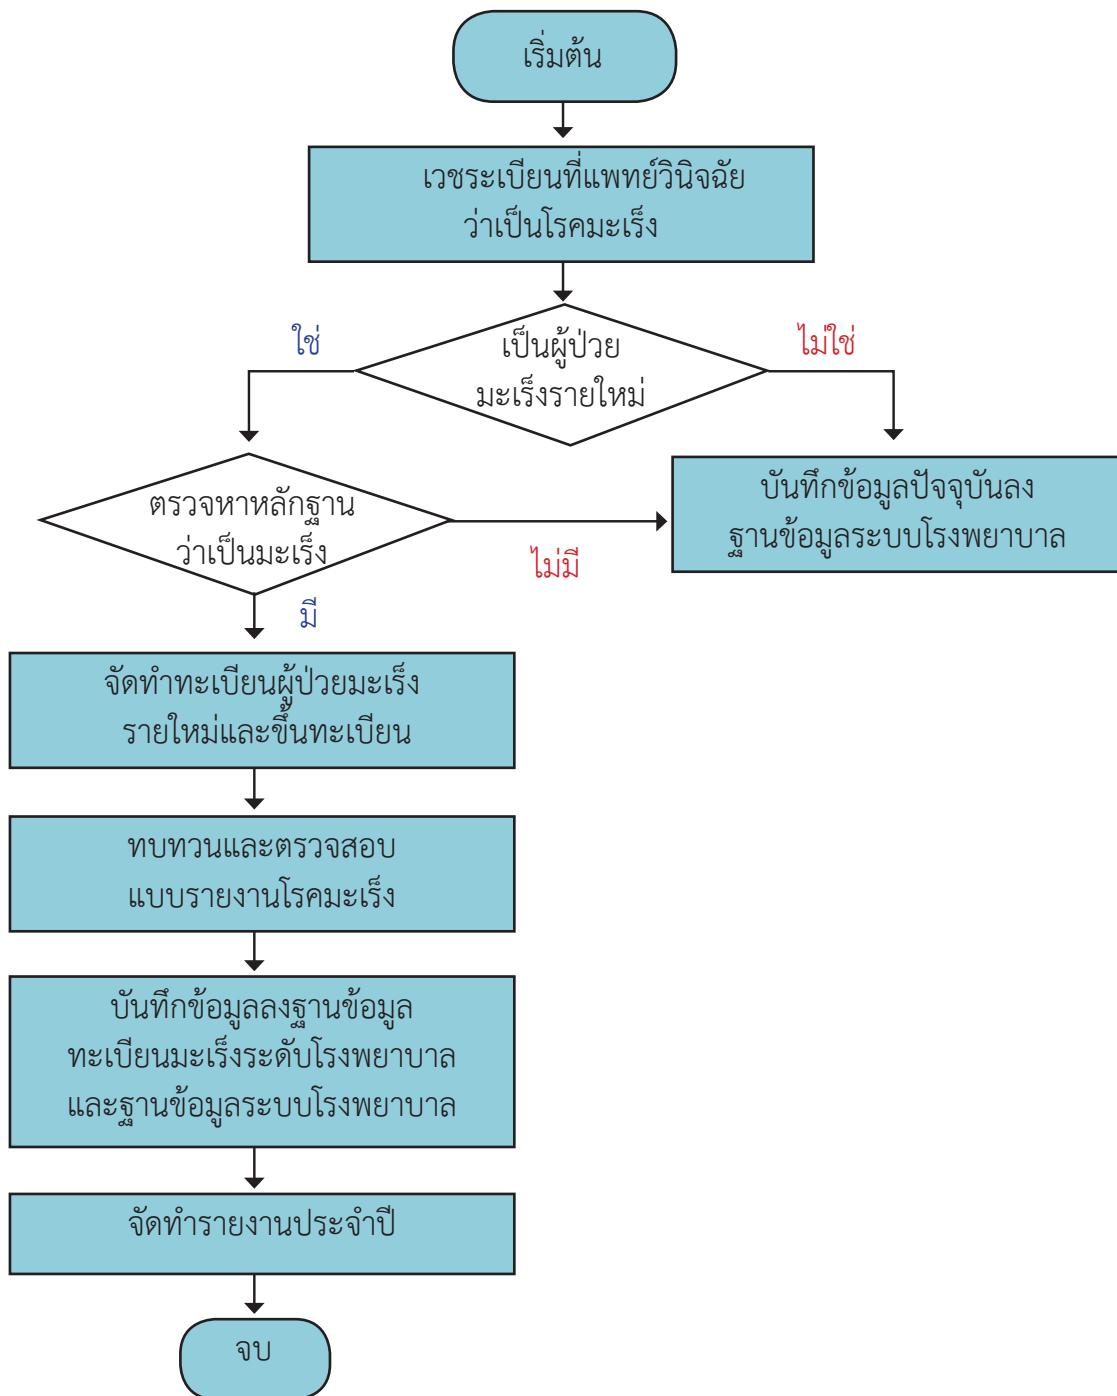 เริ่มต้น
เวชระเบียนที่แพทย์วินิจฉัย
ว่าเป็นโรคมะเร็ง
ใช่
เป็นผู้ป่วย
มะเร็งรายใหม่
ไม่ใช่
ตรวจหาหลักฐาน
ว่าเป็นมะเร็ง
ไม่มี
บันทึกข้อมูลปัจจุบันลง
ฐานข้อมูลระบบโรงพยาบาล
มี
จัดทำทะเบียนผู้ป่วยมะเร็ง
รายใหม่และขึ้นทะเบียน
ทบทวนและตรวจสอบ
แบบรายงานโรคมะเร็ง
บันทึกข้อมูลลงฐานข้อมูล
ทะเบียนมะเร็งระดับโรงพยาบาล
และฐานข้อมูลระบบโรงพยาบาล
จัดทำรายงานประจำปี
จบ